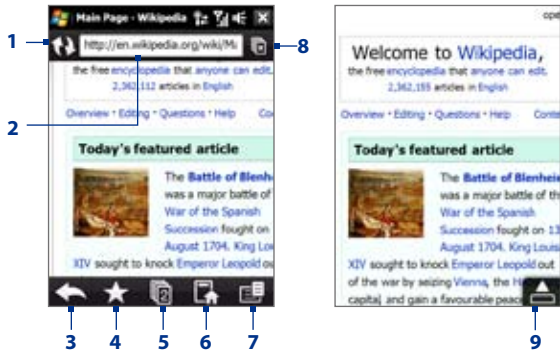 Main Page - Wikipedia
1
http://en.wikipedia.org/wiki/Ma
8
the free encyclopedia that anyone can edit.
2,362,112 articles in English
2
Overview · Editing · Questions · Help
Today's featured article
The Battle of Blenhe
was a major battle of
War of the Spanish
Succession fought on
August 1704. King Loui
XIV sought to knock Emperor Leopold ou
2
3
4
5
6
7
ope
Welcome to Wikipedia,
the free encyclopedia that anyone can edit.
2,362,155 articles in English
Overview · Editing · Questions · Help Conte
Today's featured article
The Battle of Blenhei
was a major battle of th
War of the Spanish
Succession fought on 13
August 1704. King Loui
XIV sought to knock Emperor Leopold out
of the war by seizing Vienna, the
capital, and gain a favourable peace
9